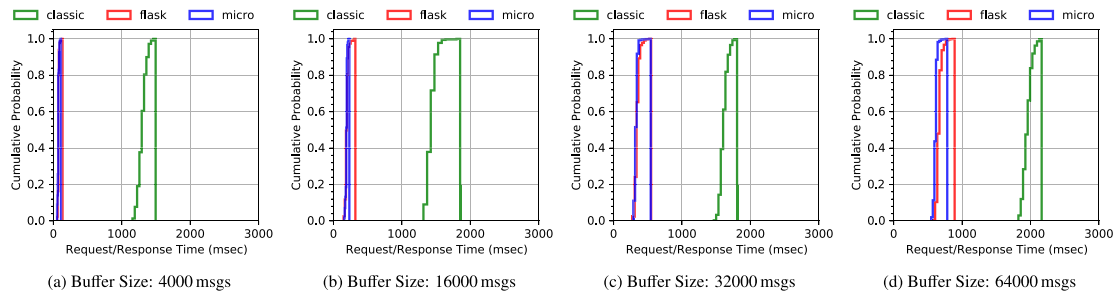 classic flask micro
classic flask micro
classic flask micro
classic flask micro
Cumulative Probability
1.0
0.8
0.6
0.4
0.2
0.0
0 1000 2000 3000
Request/Response Time (msec)
Cumulative Probability
1.0
0.8
0.6
0.4
0.2
0.0
0 1000 2000 3000
Request/Response Time (msec)
Cumulative Probability
1.0
0.8
0.6
0.4
0.2
0.0
0 1000 2000 3000
Request/Response Time (msec)
Cumulative Probability
1.0
0.8
0.6
0.4
0.2
0.0
0 1000 2000 3000
Request/Response Time (msec)
(a) Buffer Size: 4000 msgs
(b) Buffer Size: 16000 msgs
(c) Buffer Size: 32000 msgs
(d) Buffer Size: 64000 msgs